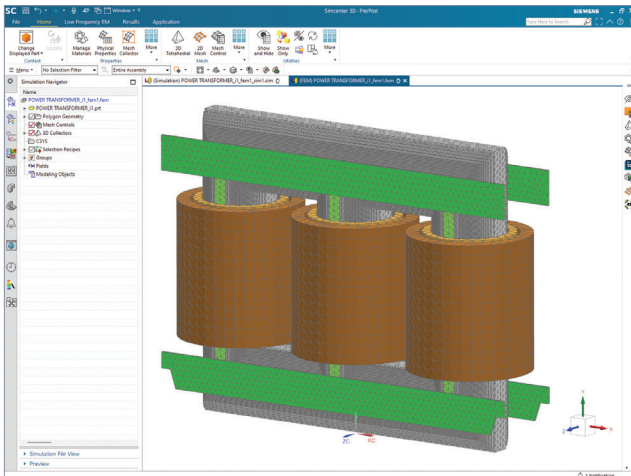 SC Window Simcenter 3D - Pre/Post SIEMENS
File Home Low Frequency EM Results Application Type Here to Search
Change Displayed Part Update Manage Materials Physical Properties Mesh Collector More 3D Tetrahedral 2D Mesh Mesh Control More Show and Hide Show Only More
Context Properties Mesh Utilities
Menu No Selection Filter Entire Assembly
Simulation Navigator (Simulation) POWER TRANSFORMER_i1_fem1_sim1.sim (FEM) POWER TRANSFORMER_i1_fem1.fem
Name
POWER TRANSFORMER_i1_fem1.fem
POWER TRANSFORMER_i1.prt
Polygon Geometry
Mesh Controls
3D Collectors
CSYS
Selection Recipes
Groups
Fields
Modeling Objects
Y
Z X
ZC XC
Simulation File View
Preview
1 Notification